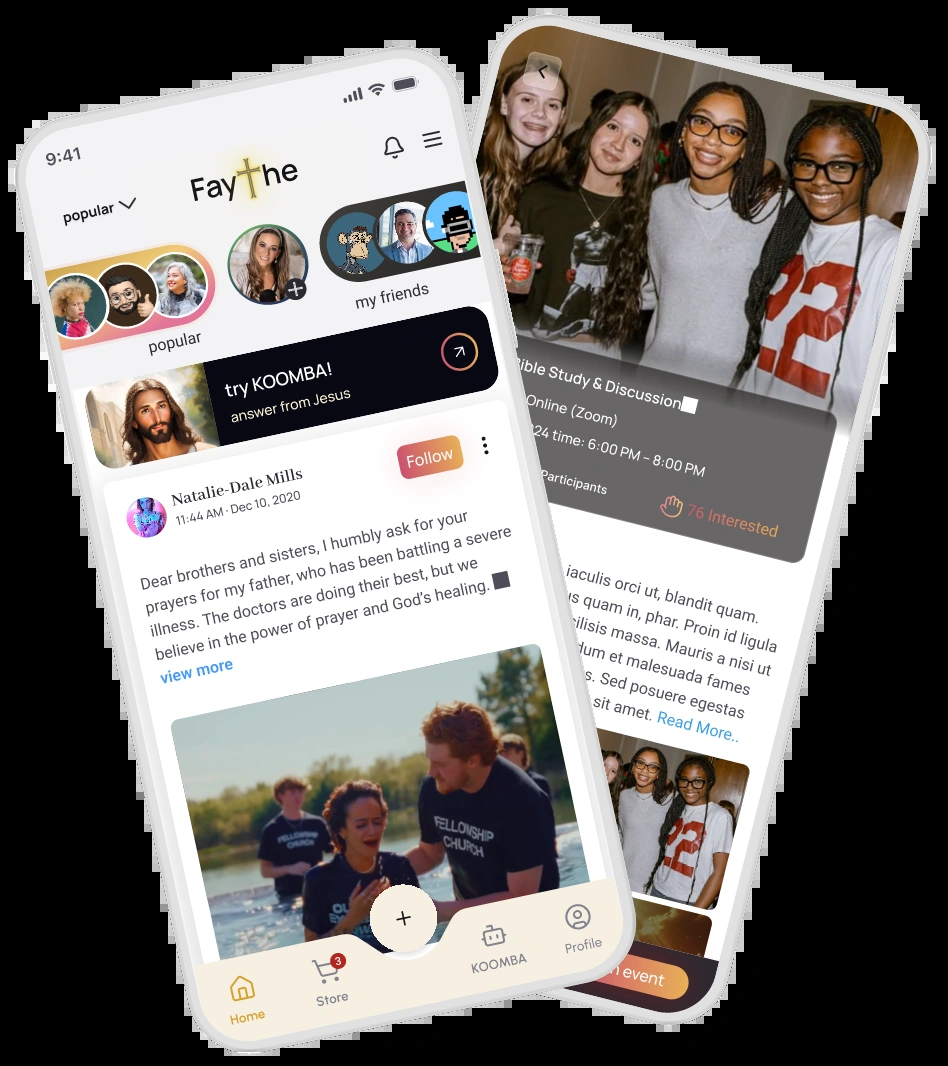 9:41
popular
Fay he
popular
my friends
try KOOMBA!
answer from Jesus
Natalie-Dale Mills
11:44 AM · Dec 10, 2020
Follow
Dear brothers and sisters, I humbly ask for your
prayers for my father, who has been battling a severe
illness. The doctors are doing their best, but we
believe in the power of prayer and God's healing.
view more
FELLOWSHIP
CHURCH
FELLOWSHIP
CHURCH
+
Home
3
Store
KOOMBA
Profile
22
Bible Study & Discussion
Online (Zoom)
24 time: 6:00 PM – 8:00 PM
Participants
76 Interested
iaculis orci ut, blandit quam.
quam in, phar. Proin id ligula
massa. Mauris a nisi ut
et malesuada fames
Sed posuere egestas
sit amet. Read More..
22
event